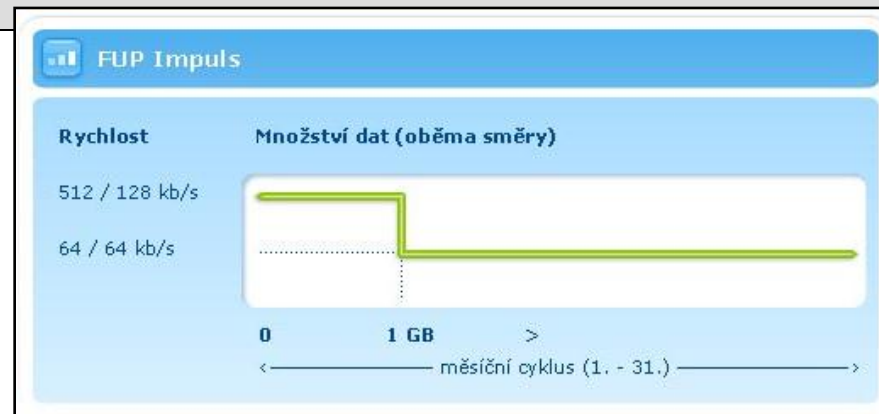 FUP Impuls
Rychlost Množství dat (oběma směry)
512 / 128 kb/s
64 / 64 kb/s
0 1 GB >
měsíční cyklus (1. - 31.)